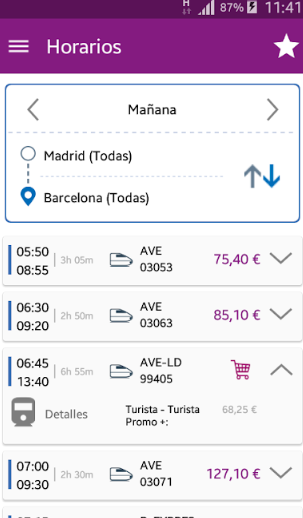 H 87% 11:41
Horarios
Mañana
Madrid (Todas)
Barcelona (Todas)
05:50 3h 05m AVE 75,40 €
08:55 03053
06:30 2h 50m AVE 85,10 €
09:20 03063
06:45 6h 55m AVE-LD
13:40 99405
Detalles Turista - Turista 68,25 €
Promo +:
07:00 2h 30m AVE 127,10 €
09:30 03071